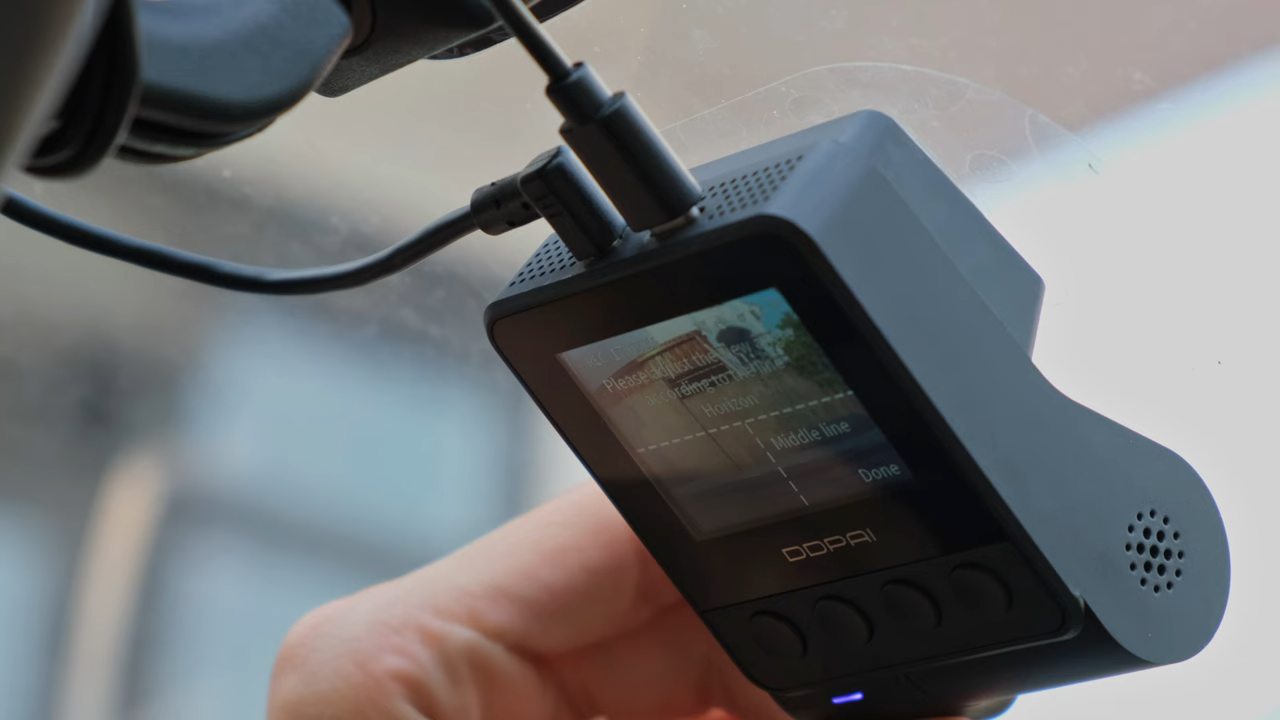 Please adjust the view
according to the line
Horizon
Middle line
Done
DDPAI